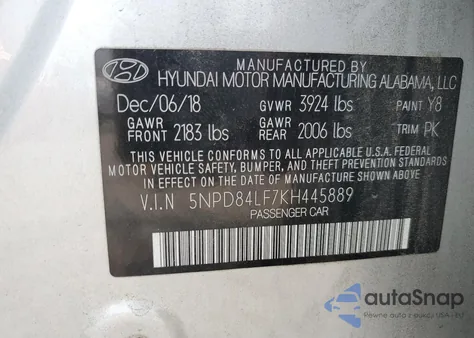 MANUFACTURED BY
HYUNDAI MOTOR MANUFACTURING ALABAMA, LLC
Dec/06/18 GVWR 3924 lbs PAINT Y8
GAWR FRONT 2183 lbs GAWR REAR 2006 lbs TRIM PK
THIS VEHICLE CONFORMS TO ALL APPLICABLE U.S.A. FEDERAL
MOTOR VEHICLE SAFETY, BUMPER, AND THEFT PREVENTION STANDARDS
IN EFFECT ON THE DATE OF MANUFACTURE SHOWN ABOVE.
V.I.N 5NPD84LF7KH445889
PASSENGER CAR
autaSnap